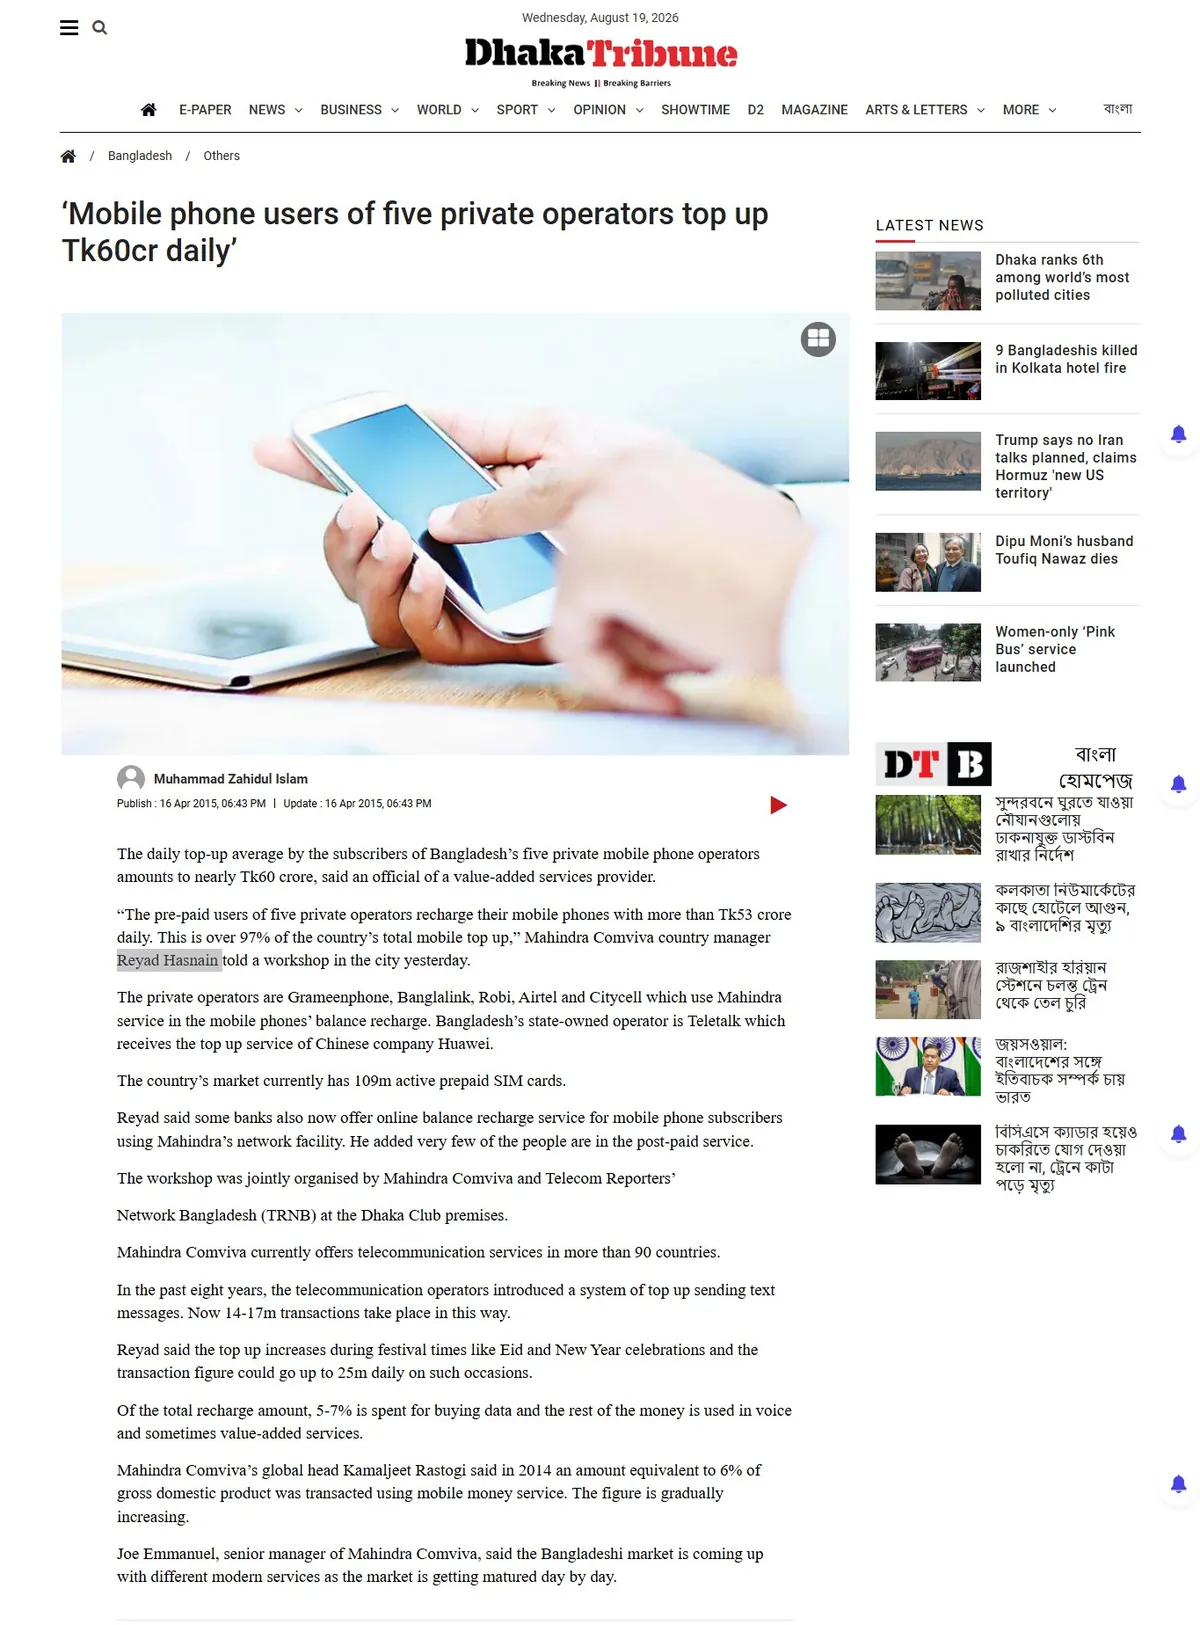 Wednesday, August 19, 2026
DhakaTribune
Breaking News || Breaking Barriers
E-PAPER NEWS BUSINESS WORLD SPORT OPINION SHOWTIME D2 MAGAZINE ARTS & LETTERS MORE বাংলা
/ Bangladesh / Others
‘Mobile phone users of five private operators top up
Tk60cr daily’
Muhammad Zahidul Islam
Publish : 16 Apr 2015, 06:43 PM | Update : 16 Apr 2015, 06:43 PM
The daily top-up average by the subscribers of Bangladesh’s five private mobile phone operators
amounts to nearly Tk60 crore, said an official of a value-added services provider.
“The pre-paid users of five private operators recharge their mobile phones with more than Tk53 crore
daily. This is over 97% of the country’s total mobile top up,” Mahindra Comviva country manager
Reyad Hasnain told a workshop in the city yesterday.
The private operators are Grameenphone, Banglalink, Robi, Airtel and Citycell which use Mahindra
service in the mobile phones’ balance recharge. Bangladesh’s state-owned operator is Teletalk which
receives the top up service of Chinese company Huawei.
The country’s market currently has 109m active prepaid SIM cards.
Reyad said some banks also now offer online balance recharge service for mobile phone subscribers
using Mahindra’s network facility. He added very few of the people are in the post-paid service.
The workshop was jointly organised by Mahindra Comviva and Telecom Reporters’
Network Bangladesh (TRNB) at the Dhaka Club premises.
Mahindra Comviva currently offers telecommunication services in more than 90 countries.
In the past eight years, the telecommunication operators introduced a system of top up sending text
messages. Now 14-17m transactions take place in this way.
Reyad said the top up increases during festival times like Eid and New Year celebrations and the
transaction figure could go up to 25m daily on such occasions.
Of the total recharge amount, 5-7% is spent for buying data and the rest of the money is used in voice
and sometimes value-added services.
Mahindra Comviva’s global head Kamaljeet Rastogi said in 2014 an amount equivalent to 6% of
gross domestic product was transacted using mobile money service. The figure is gradually
increasing.
Joe Emmanuel, senior manager of Mahindra Comviva, said the Bangladeshi market is coming up
with different modern services as the market is getting matured day by day.
LATEST NEWS
Dhaka ranks 6th
among world’s most
polluted cities
9 Bangladeshis killed
in Kolkata hotel fire
Trump says no Iran
talks planned, claims
Hormuz 'new US
territory'
Dipu Moni’s husband
Toufiq Nawaz dies
Women-only ‘Pink
Bus’ service
launched
DTB
বাংলা
হোমপেজ
সুন্দরবনে ঘুরতে যাওয়া
নৌযানগুলোয়
ঢাকনাযুক্ত ডাস্টবিন
রাখার নির্দেশ
কলকাতা নিউমার্কেটের
কাছে হোটেলে আগুন,
৯ বাংলাদেশির মৃত্যু
রাজশাহীর হরিয়ান
স্টেশনে চলন্ত ট্রেন
থেকে তেল চুরি
জয়সওয়াল:
বাংলাদেশের সঙ্গে
ইতিবাচক সম্পর্ক চায়
ভারত
বিসিএসে ক্যাডার হয়েও
চাকরিতে যোগ দেওয়া
হলো না, ট্রেনে কাটা
পড়ে মৃত্যু